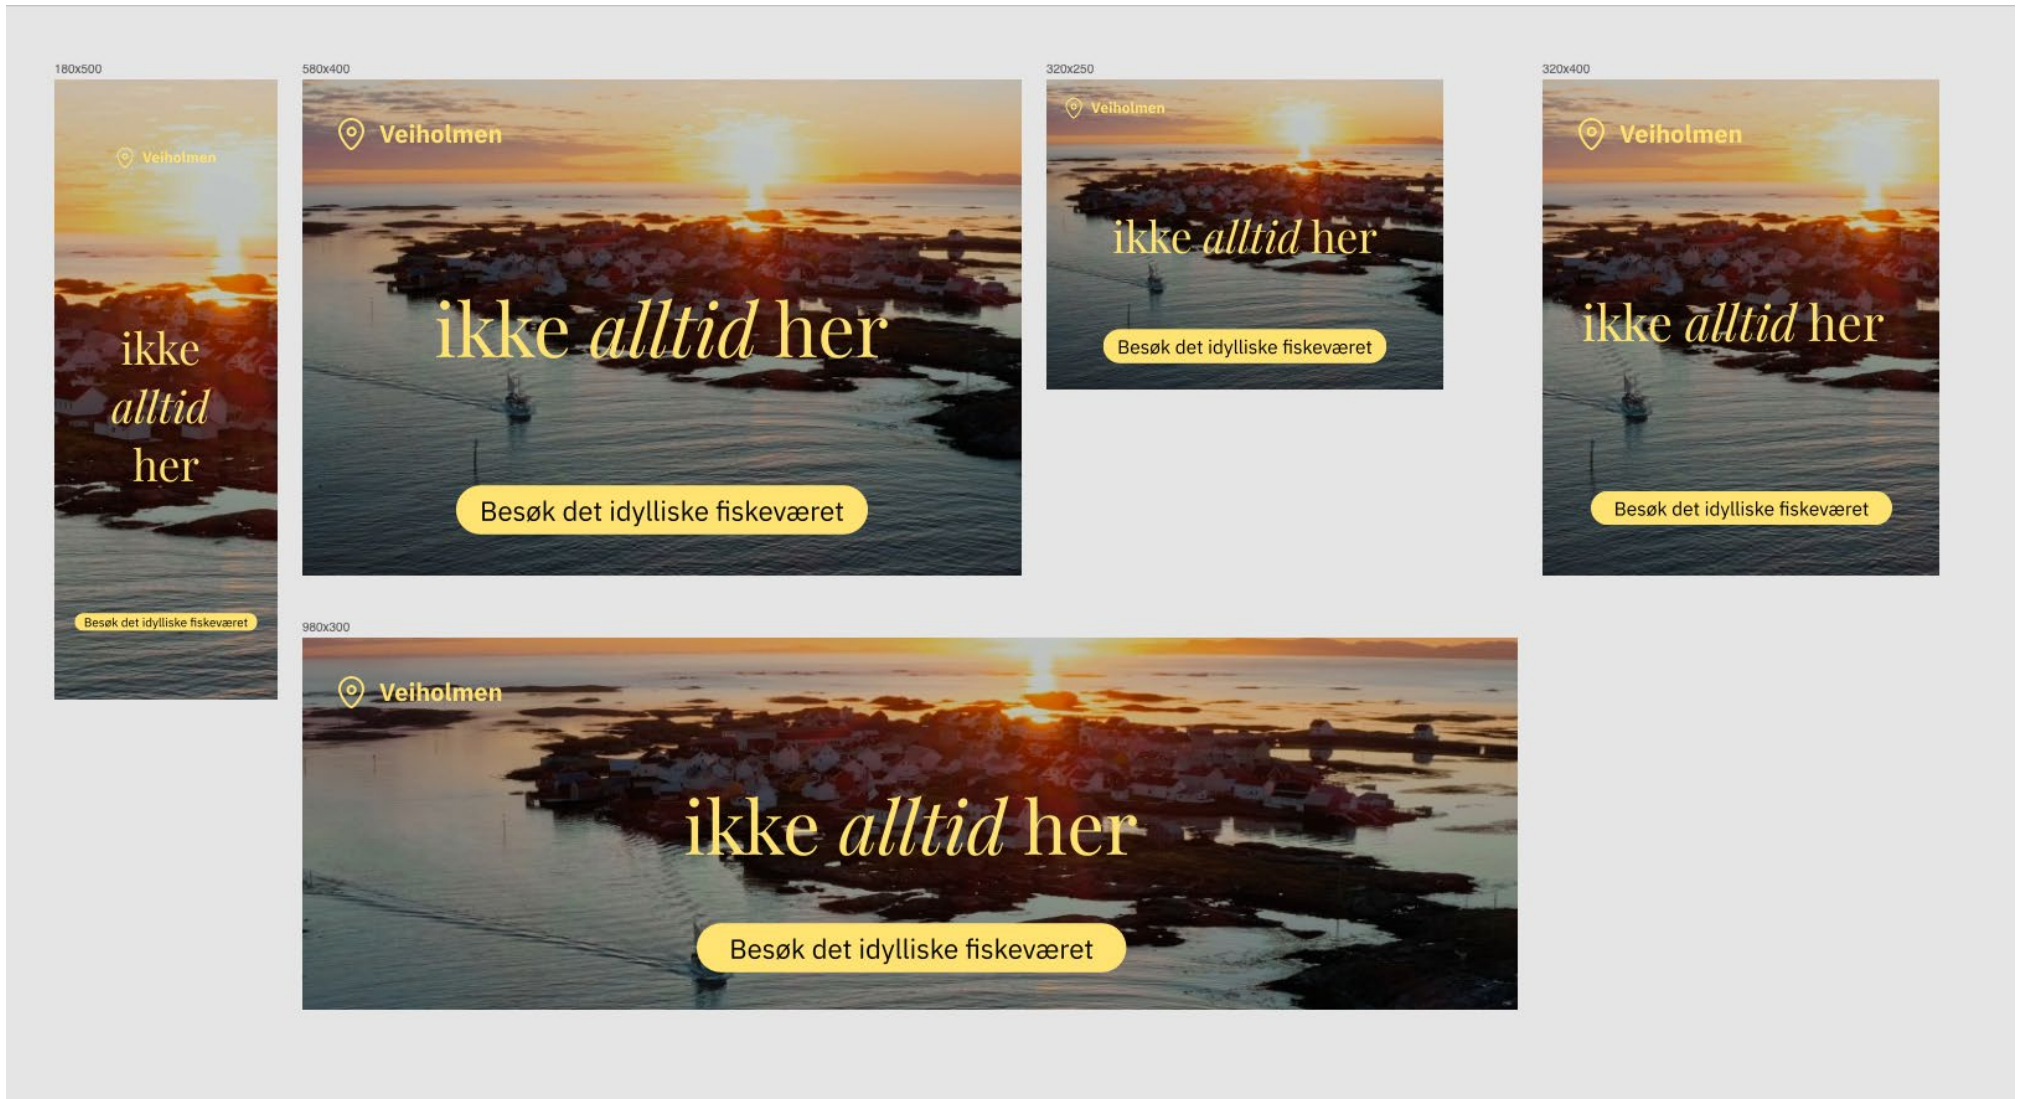 180x500
Veiholmen
ikke
alltid
her
Besøk det idylliske fiskeværet
580x400
Veiholmen
ikke alltid her
Besøk det idylliske fiskeværet
320x250
Veiholmen
ikke alltid her
Besøk det idylliske fiskeværet
320x400
Veiholmen
ikke alltid her
Besøk det idylliske fiskeværet
980x300
Veiholmen
ikke alltid her
Besøk det idylliske fiskeværet